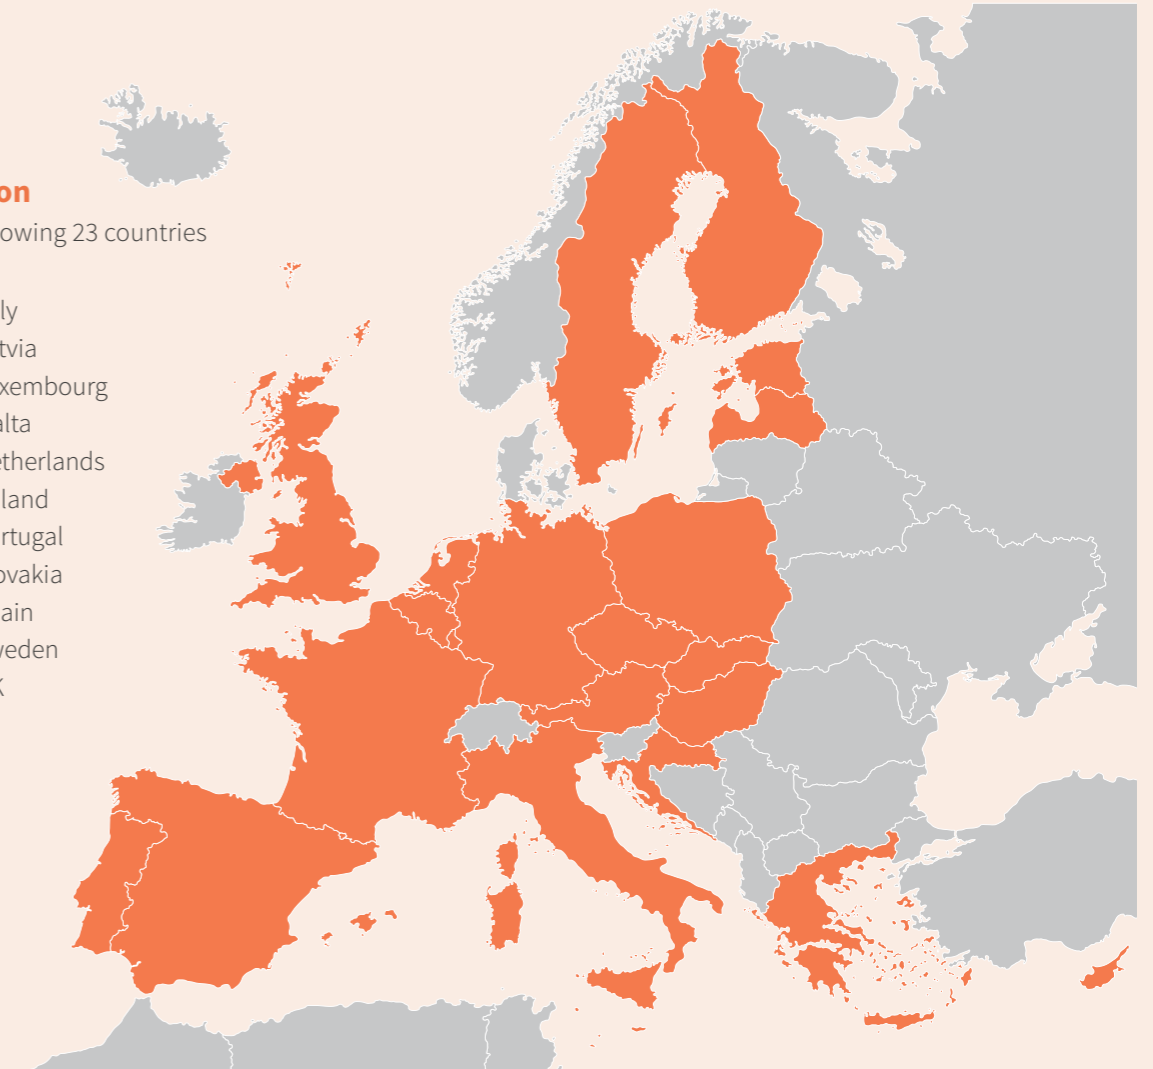 on
owing 23 countries
ly
tvia
xembourg
alta
etherlands
land
rtugal
ovakia
ain
veden
K